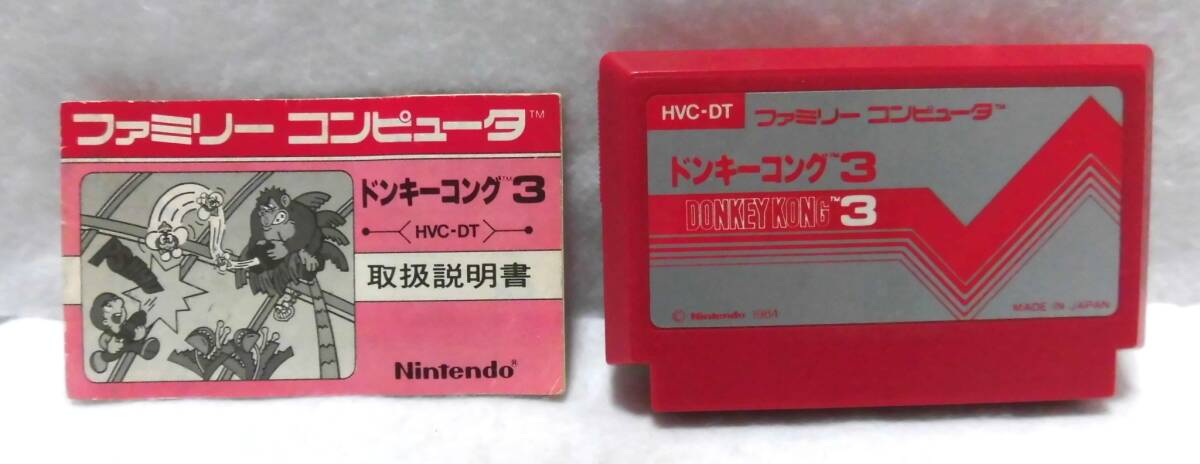 ファミリー コンピュータ™
ドンキーコング™3
HVC-DT
取扱説明書
Nintendo®
HVC-DT
ファミリー コンピュータ™
ドンキーコング™3
DONKEY KONG™3
© Nintendo 1984
MADE IN JAPAN